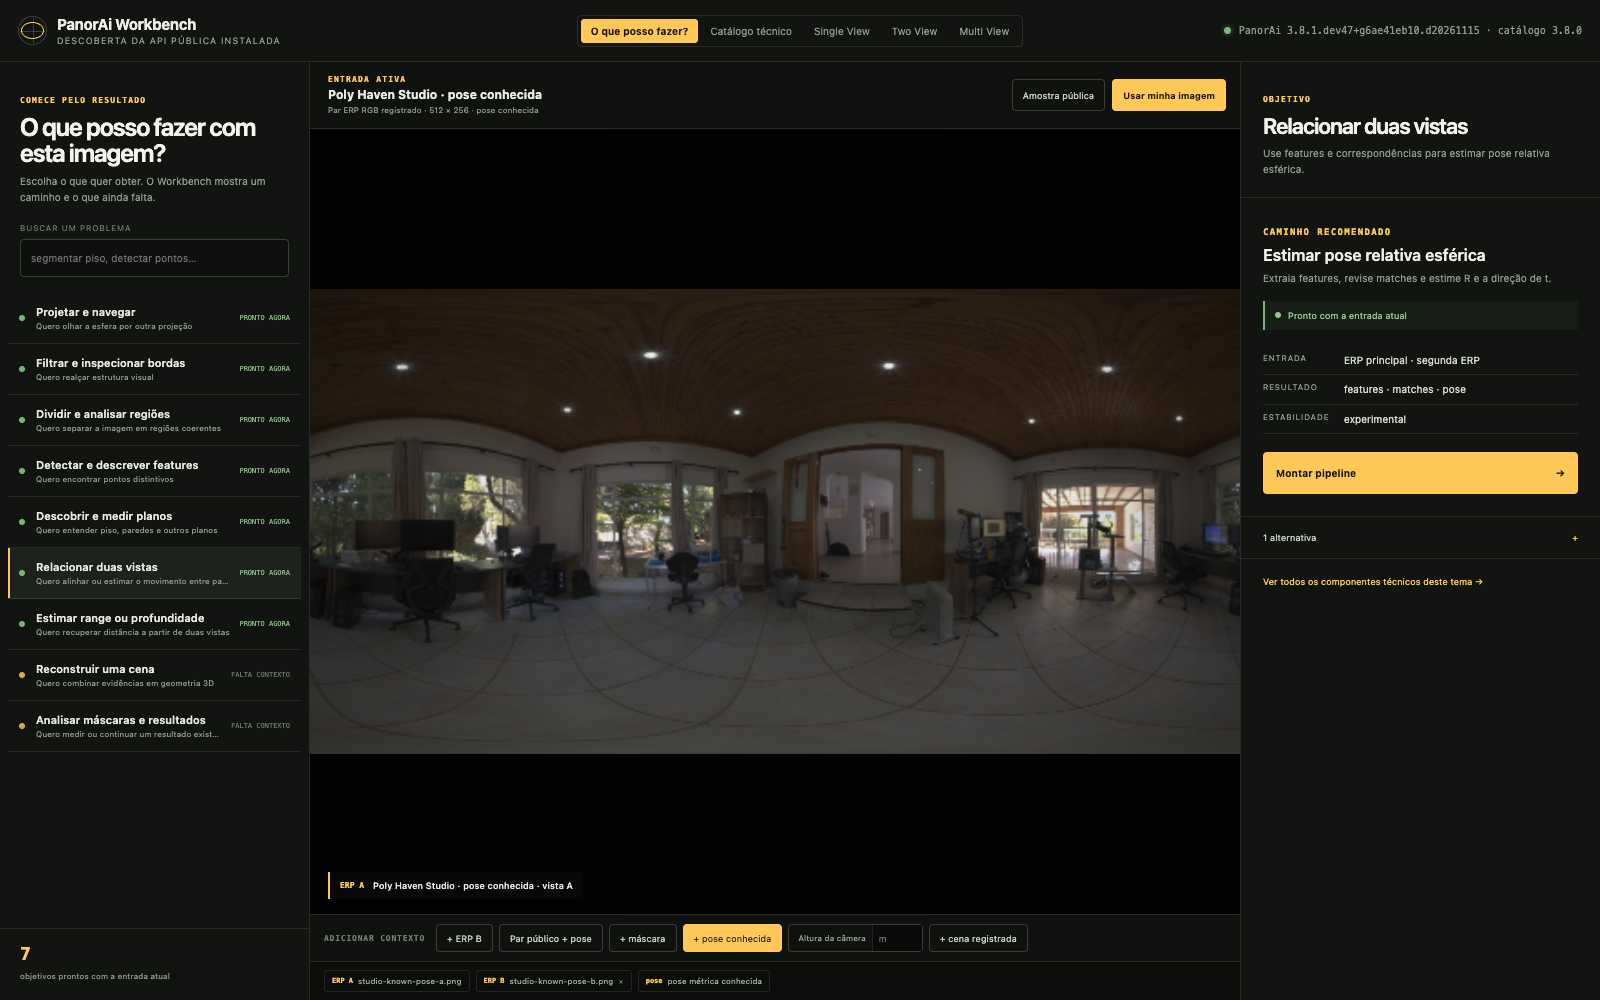 PanorAi Workbench
DESCOBERTA DA API PÚBLICA INSTALADA
O que posso fazer?
Catálogo técnico
Single View
Two View
Multi View
PanorAi 3.8.1.dev47+g6ae41eb10.d20261115 · catálogo 3.8.0
COMECE PELO RESULTADO
O que posso fazer com
esta imagem?
Escolha o que quer obter. O Workbench mostra um
caminho e o que ainda falta.
BUSCAR UM PROBLEMA
segmentar piso, detectar pontos...
Projetar e navegar
Quero olhar a esfera por outra projeção
PRONTO AGORA
Filtrar e inspecionar bordas
Quero realçar estrutura visual
PRONTO AGORA
Dividir e analisar regiões
Quero separar a imagem em regiões coerentes
PRONTO AGORA
Detectar e descrever features
Quero encontrar pontos distintivos
PRONTO AGORA
Descobrir e medir planos
Quero entender piso, paredes e outros planos
PRONTO AGORA
Relacionar duas vistas
Quero alinhar ou estimar o movimento entre pa...
PRONTO AGORA
Estimar range ou profundidade
Quero recuperar distância a partir de duas vistas
PRONTO AGORA
Reconstruir uma cena
Quero combinar evidências em geometria 3D
FALTA CONTEXTO
Analisar máscaras e resultados
Quero medir ou continuar um resultado exist...
FALTA CONTEXTO
7
objetivos prontos com a entrada atual
ENTRADA ATIVA
Poly Haven Studio · pose conhecida
Par ERP RGB registrado · 512 × 256 · pose conhecida
Amostra pública
Usar minha imagem
ERP A Poly Haven Studio · pose conhecida · vista A
ADICIONAR CONTEXTO
+ ERP B
Par público + pose
+ máscara
+ pose conhecida
Altura da câmera m
+ cena registrada
ERP A studio-known-pose-a.png
ERP B studio-known-pose-b.png ×
pose pose métrica conhecida
OBJETIVO
Relacionar duas vistas
Use features e correspondências para estimar pose relativa
esférica.
CAMINHO RECOMENDADO
Estimar pose relativa esférica
Extraia features, revise matches e estime R e a direção de t.
Pronto com a entrada atual
ENTRADA ERP principal · segunda ERP
RESULTADO features · matches · pose
ESTABILIDADE experimental
Montar pipeline →
1 alternativa +
Ver todos os componentes técnicos deste tema →